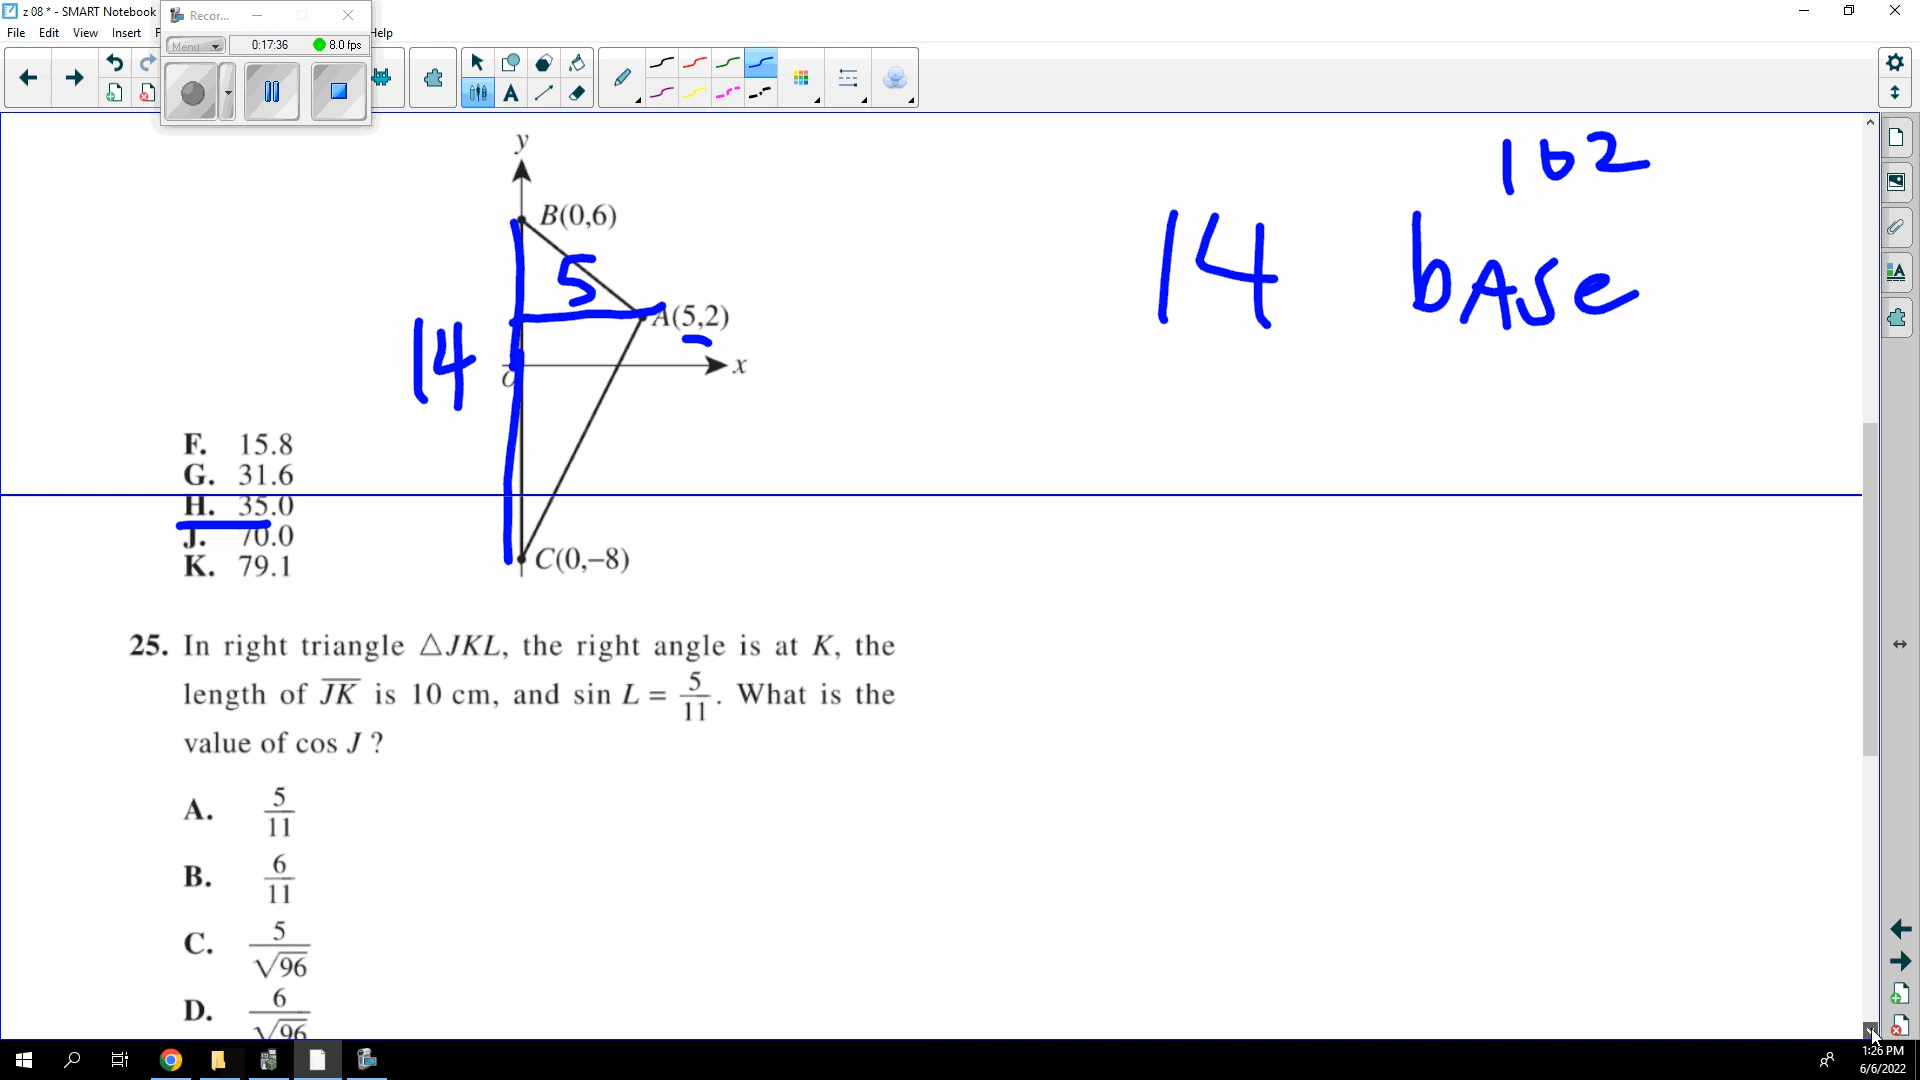 z 08 * - SMART Notebook
Recor...
File Edit View Insert F
Help
Menu
0:17:36
8.0 fps
y
102
B(0,6)
14 bASe
5
A(5,2)
14
x
O
F. 15.8
G. 31.6
H. 35.0
J. 70.0
K. 79.1
C(0,−8)
25. In right triangle △JKL, the right angle is at K, the
length of JK is 10 cm, and sin L = 5/11. What is the
value of cos J ?
A. 5/11
B. 6/11
C. 5/√96
D. 6/√96
1:26 PM
6/6/2022